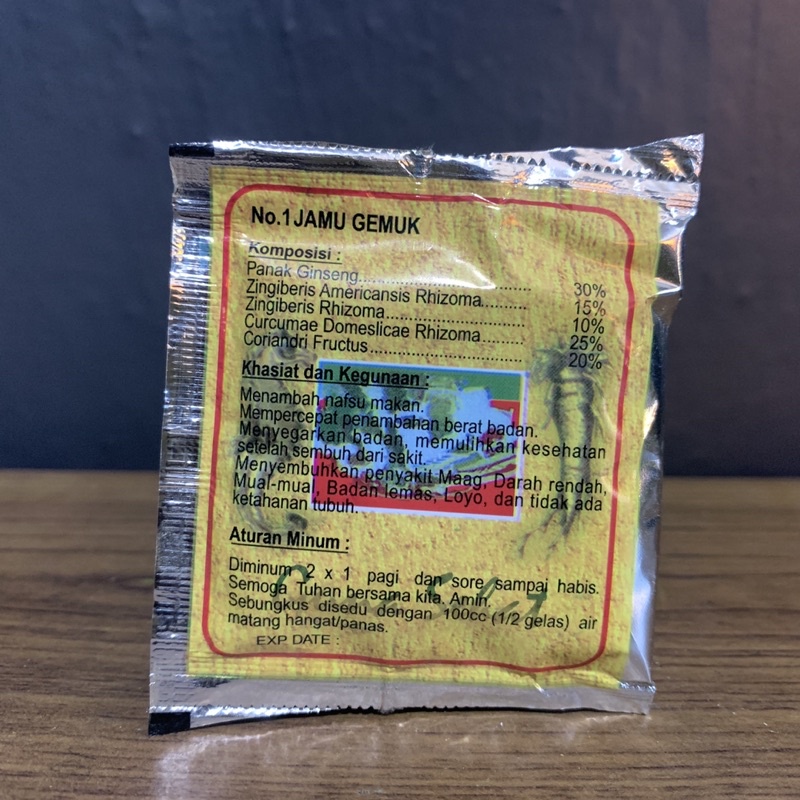 No.1 JAMU GEMUK
Komposisi :
Panak Ginseng.............................. 30%
Zingiberis Americansis Rhizoma........ 15%
Zingiberis Rhizoma......................... 10%
Curcumae Domeslicae Rhizoma........ 25%
Coriandri Fructus........................... 20%
Khasiat dan Kegunaan :
Menambah nafsu makan.
Mempercepat penambahan berat badan.
Menyegarkan badan, memulihkan kesehatan
setelah sembuh dari sakit.
Menyembuhkan penyakit Maag, Darah rendah,
Mual-mual, Badan lemas, Loyo, dan tidak ada
ketahanan tubuh.
Aturan Minum :
Diminum 2 x 1 pagi dan sore sampai habis.
Semoga Tuhan bersama kita. Amin.
Sebungkus disedu dengan 100cc (1/2 gelas) air
matang hangat/panas.
EXP DATE :